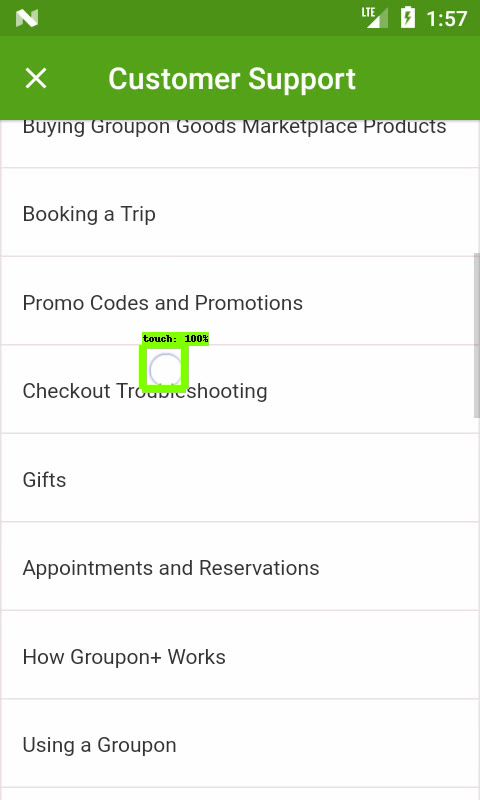 LTE 1:57
Customer Support
Buying Groupon Goods Marketplace Products
Booking a Trip
Promo Codes and Promotions
touch: 100%
Checkout Troubleshooting
Gifts
Appointments and Reservations
How Groupon+ Works
Using a Groupon